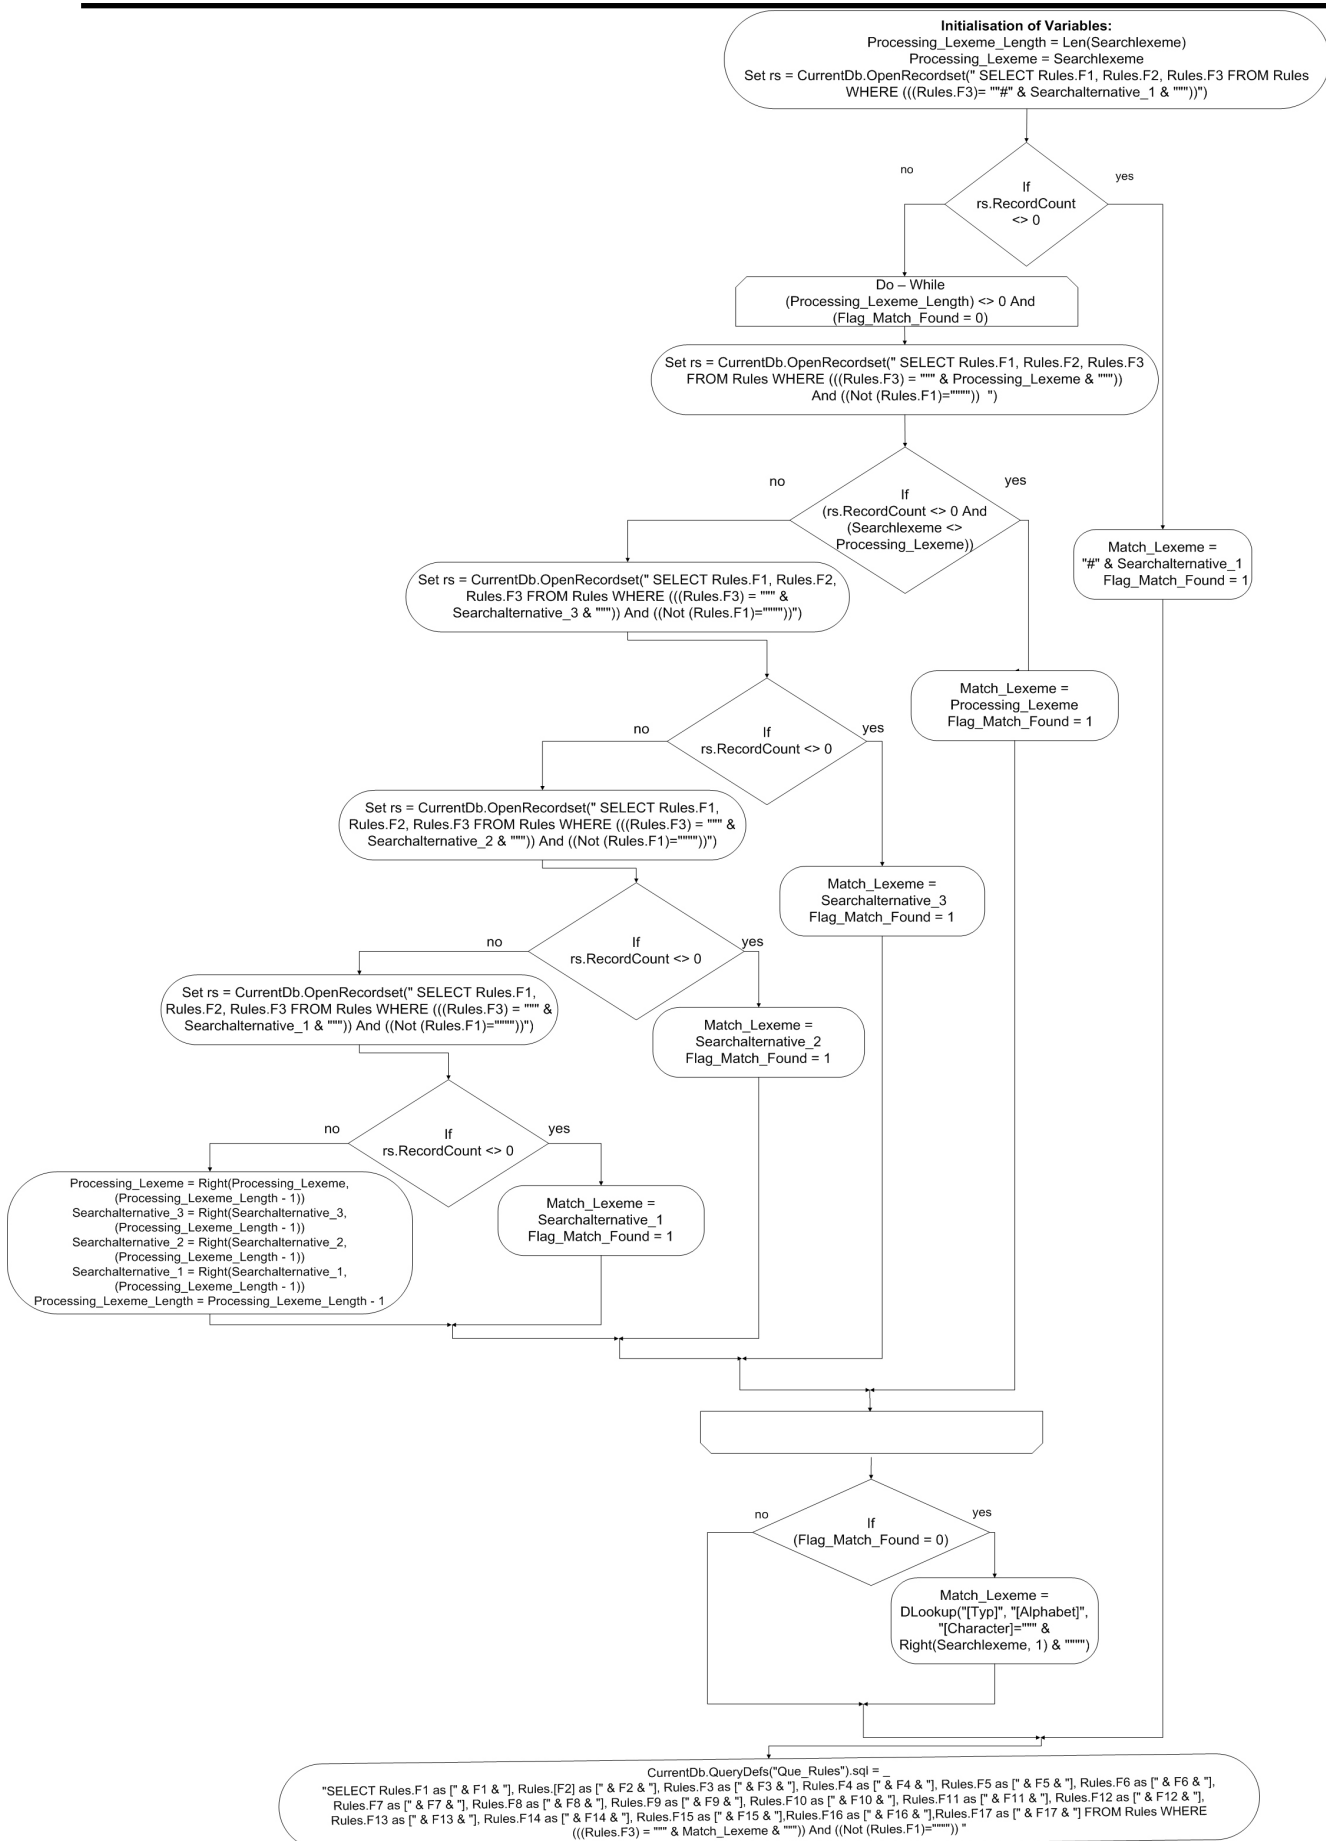 Initialisation of Variables:
Processing_Lexeme_Length = Len(Searchlexeme)
Processing_Lexeme = Searchlexeme
Set rs = CurrentDb.OpenRecordset(" SELECT Rules.F1, Rules.F2, Rules.F3 FROM Rules
WHERE (((Rules.F3)= ""#" & Searchalternative_1 & """))")
no
yes
If
rs.RecordCount
<> 0
Do – While
(Processing_Lexeme_Length) <> 0 And
(Flag_Match_Found = 0)
Set rs = CurrentDb.OpenRecordset(" SELECT Rules.F1, Rules.F2, Rules.F3
FROM Rules WHERE (((Rules.F3) = """ & Processing_Lexeme & """))
And ((Not (Rules.F1)=""""))  ")
no
yes
If
(rs.RecordCount <> 0 And
(Searchlexeme <>
Processing_Lexeme))
Match_Lexeme =
"#" & Searchalternative_1
Flag_Match_Found = 1
Set rs = CurrentDb.OpenRecordset(" SELECT Rules.F1, Rules.F2,
Rules.F3 FROM Rules WHERE (((Rules.F3) = """ &
Searchalternative_3 & """)) And ((Not (Rules.F1)=""""))")
Match_Lexeme =
Processing_Lexeme
Flag_Match_Found = 1
no
yes
If
rs.RecordCount <> 0
Set rs = CurrentDb.OpenRecordset(" SELECT Rules.F1,
Rules.F2, Rules.F3 FROM Rules WHERE (((Rules.F3) = """ &
Searchalternative_2 & """)) And ((Not (Rules.F1)=""""))")
Match_Lexeme =
Searchalternative_3
Flag_Match_Found = 1
no
yes
If
rs.RecordCount <> 0
Set rs = CurrentDb.OpenRecordset(" SELECT Rules.F1,
Rules.F2, Rules.F3 FROM Rules WHERE (((Rules.F3) = """ &
Searchalternative_1 & """)) And ((Not (Rules.F1)=""""))")
Match_Lexeme =
Searchalternative_2
Flag_Match_Found = 1
no
yes
If
rs.RecordCount <> 0
Processing_Lexeme = Right(Processing_Lexeme,
(Processing_Lexeme_Length - 1))
Searchalternative_3 = Right(Searchalternative_3,
(Processing_Lexeme_Length - 1))
Searchalternative_2 = Right(Searchalternative_2,
(Processing_Lexeme_Length - 1))
Searchalternative_1 = Right(Searchalternative_1,
(Processing_Lexeme_Length - 1))
Processing_Lexeme_Length = Processing_Lexeme_Length - 1
Match_Lexeme =
Searchalternative_1
Flag_Match_Found = 1
no
yes
If
(Flag_Match_Found = 0)
Match_Lexeme =
DLookup("[Typ]", "[Alphabet]",
"[Character]=""" &
Right(Searchlexeme, 1) & """")
CurrentDb.QueryDefs("Que_Rules").sql = _
"SELECT Rules.F1 as [" & F1 & "], Rules.[F2] as [" & F2 & "], Rules.F3 as [" & F3 & "], Rules.F4 as [" & F4 & "], Rules.F5 as [" & F5 & "], Rules.F6 as [" & F6 & "],
Rules.F7 as [" & F7 & "], Rules.F8 as [" & F8 & "], Rules.F9 as [" & F9 & "], Rules.F10 as [" & F10 & "], Rules.F11 as [" & F11 & "], Rules.F12 as [" & F12 & "],
Rules.F13 as [" & F13 & "], Rules.F14 as [" & F14 & "], Rules.F15 as [" & F15 & "],Rules.F16 as [" & F16 & "],Rules.F17 as [" & F17 & "] FROM Rules WHERE
(((Rules.F3) = """ & Match_Lexeme & """)) And ((Not (Rules.F1)="""")) "